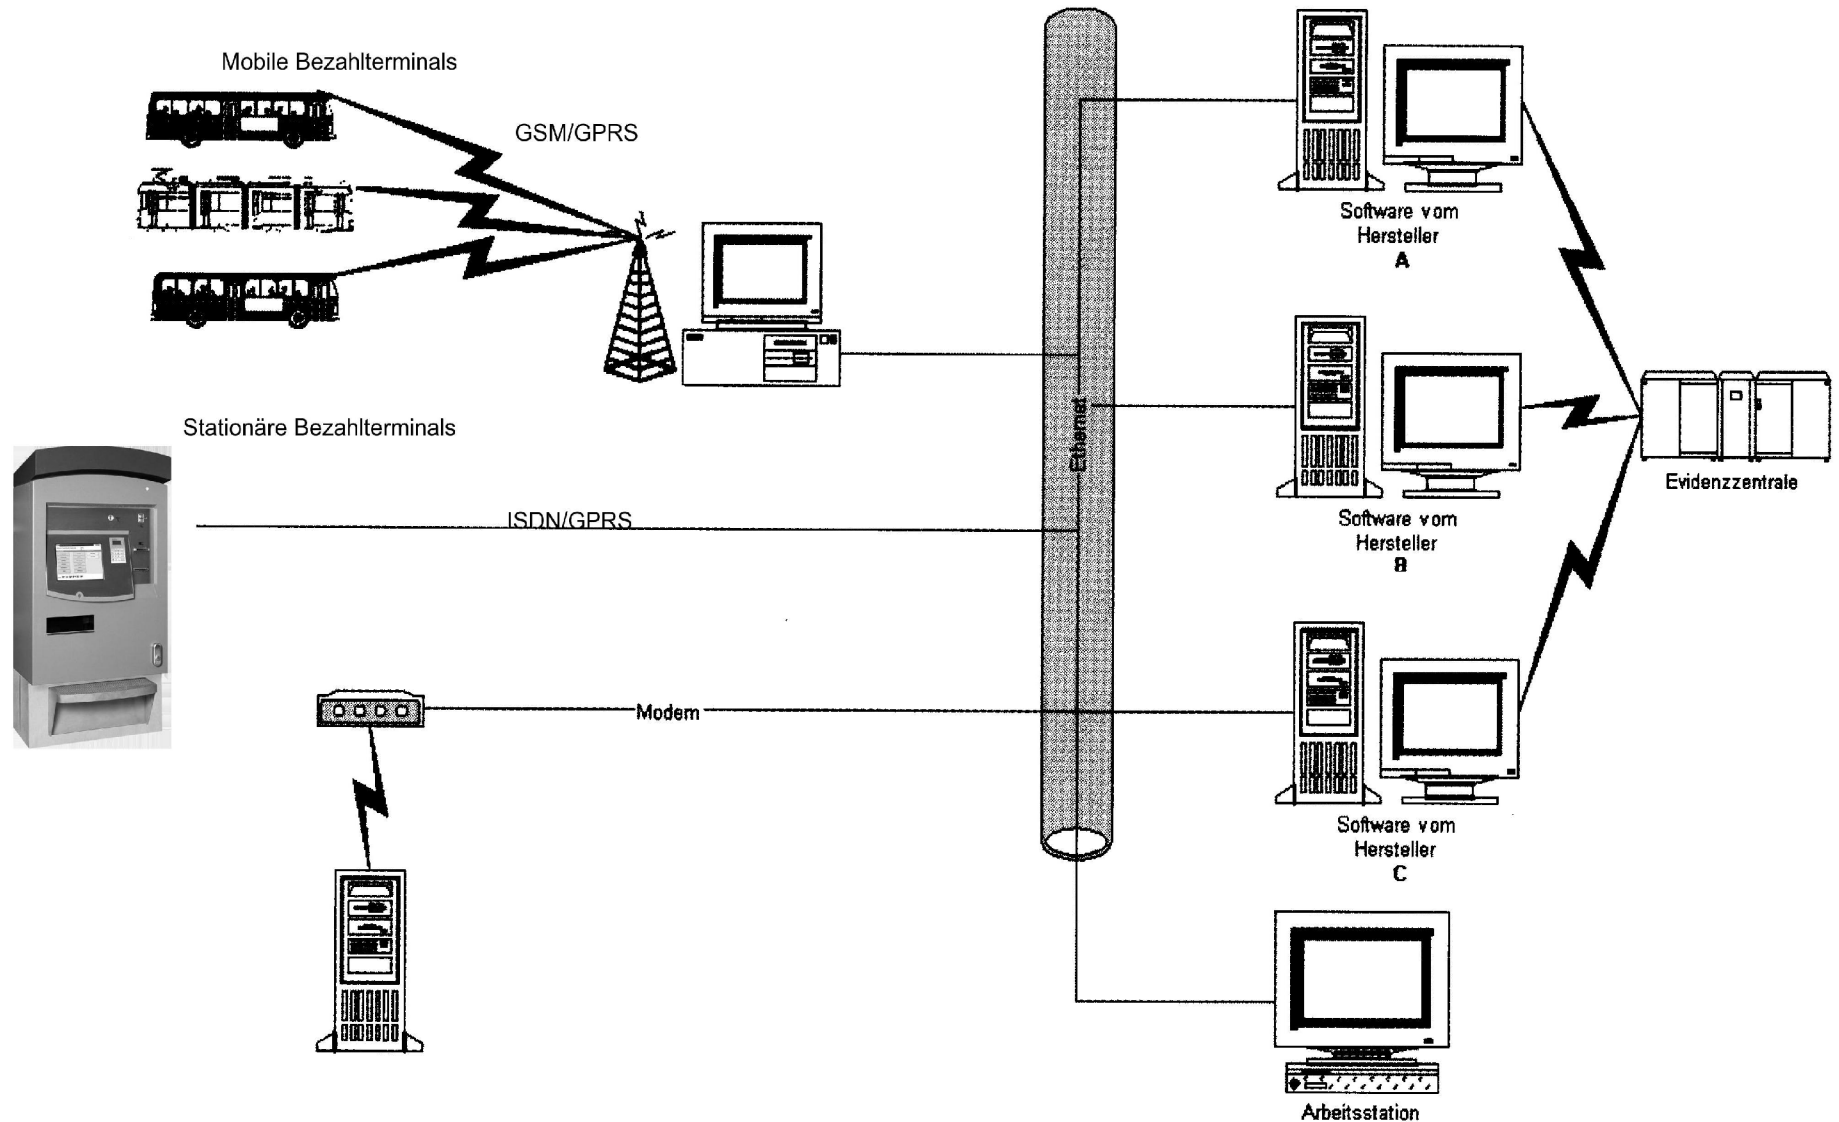 Mobile Bezahlterminals
GSM/GPRS
Stationäre Bezahlterminals
ISDN/GPRS
Modem
Ethernet
Software vom
Hersteller
A
Software vom
Hersteller
B
Evidenzzentrale
Software vom
Hersteller
C
Arbeitsstation